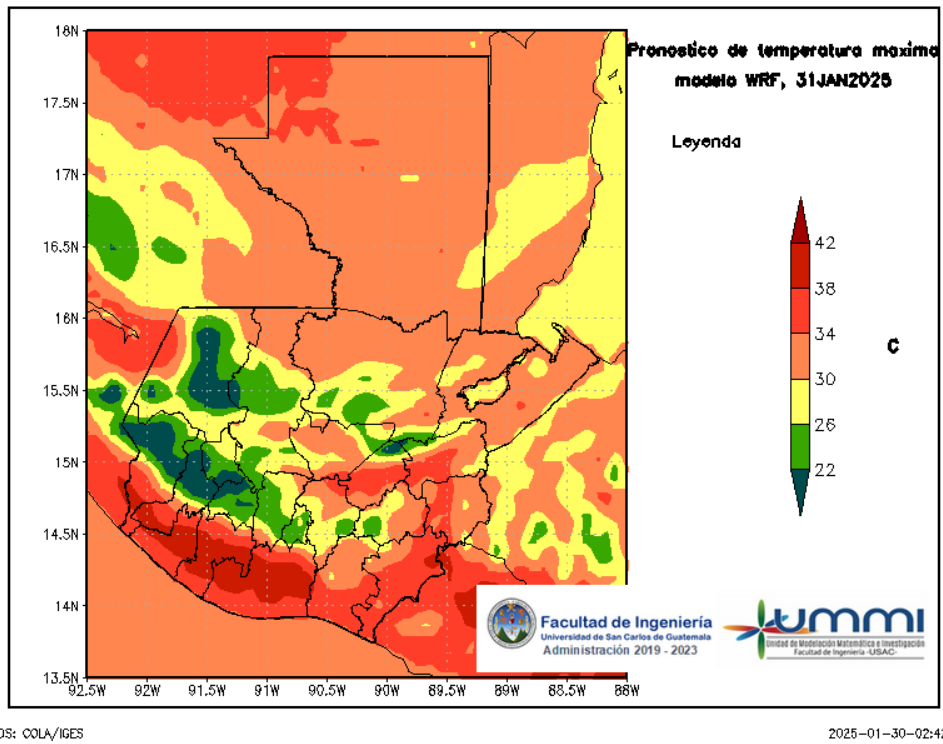 18N
17.5N
17N
16.5N
16N
15.5N
15N
14.5N
14N
13.5N
92.5W
92W
91.5W
91W
90.5W
90W
89.5W
89W
88.5W
88W
Pronostico de temperatura maxima
modelo WRF, 31JAN2025
Leyenda
42
38
34
30
26
22
C
Facultad de Ingeniería
Universidad de San Carlos de Guatemala
Administración 2019 - 2023
ummi
Unidad de Modelación Matemática e Investigación
Facultad de Ingeniería -USAC-
COLA/IGES
2025-01-30-02:4